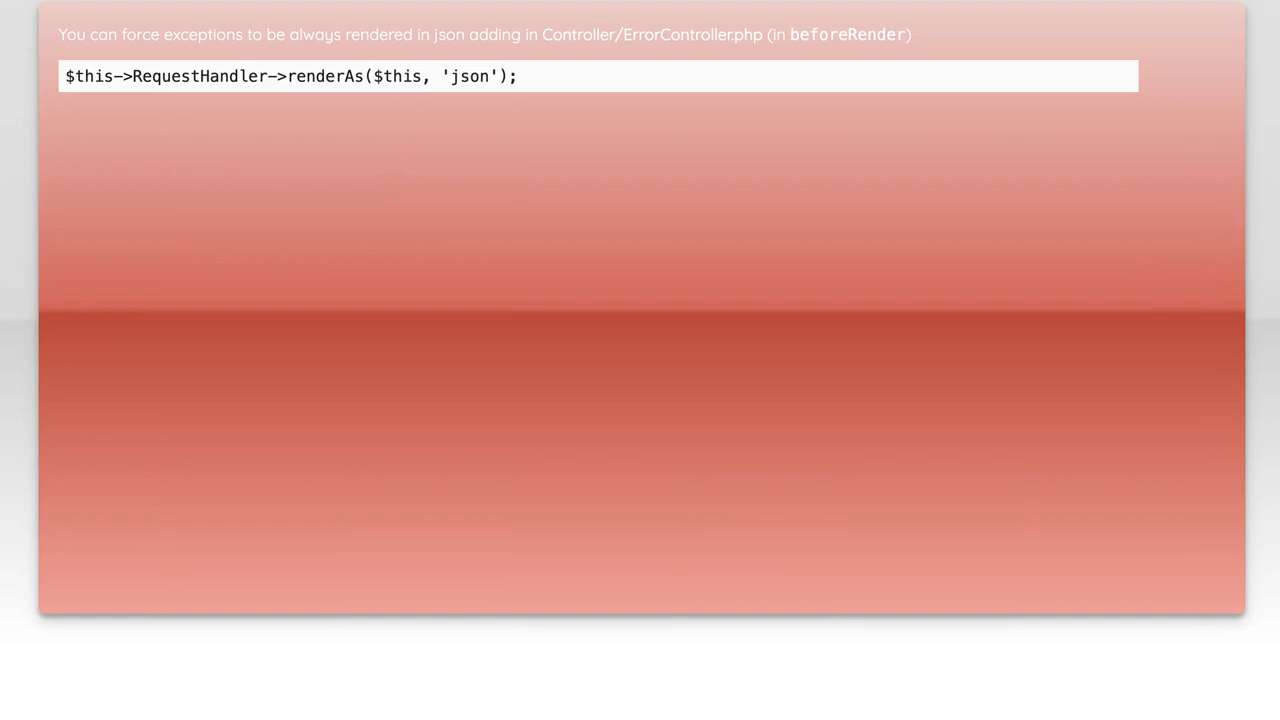 You can force exceptions to be always rendered in json adding in Controller/ErrorController.php (in beforeRender)
$this->RequestHandler->renderAs($this, 'json');